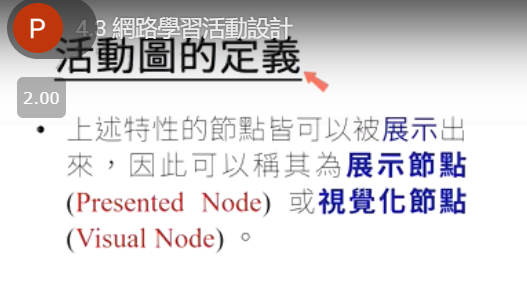 P
4.3 網路學習活動設計
活動圖的定義
2.00
• 上述特性的節點皆可以被展示出
來，因此可以稱其為展示節點
(Presented Node) 或視覺化節點
(Visual Node)。